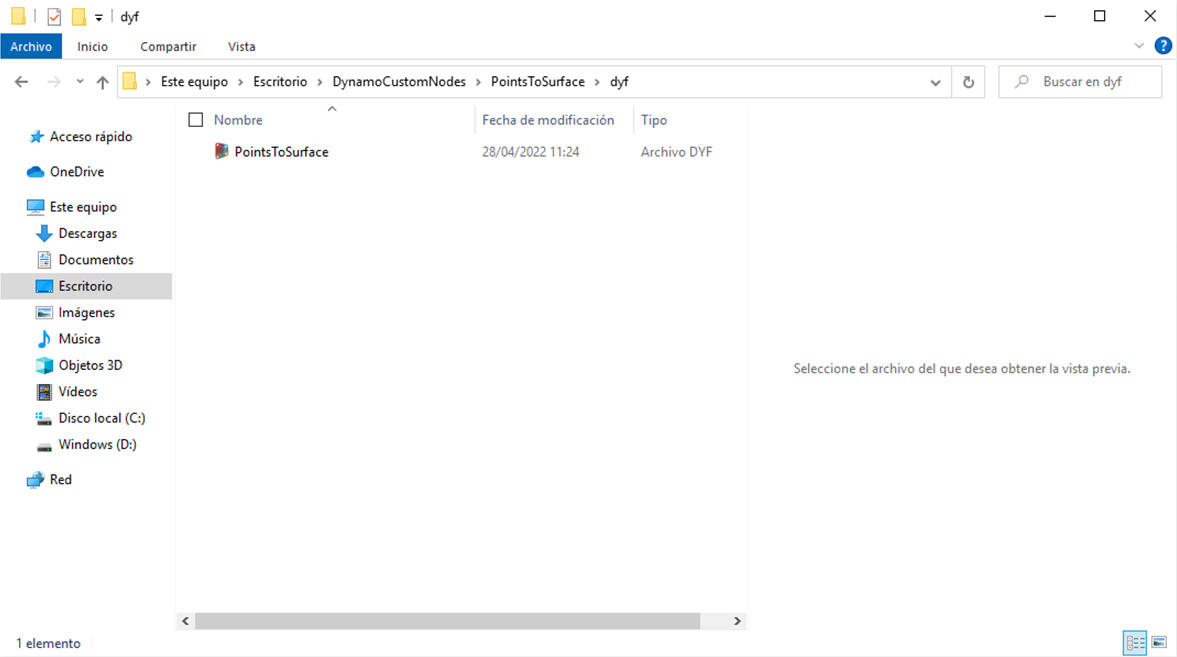 dyf
Archivo Inicio Compartir Vista
Este equipo Escritorio DynamoCustomNodes PointsToSurface dyf Buscar en dyf
Nombre Fecha de modificación Tipo
PointsToSurface 28/04/2022 11:24 Archivo DYF
Acceso rápido
OneDrive
Este equipo
Descargas
Documentos
Escritorio
Imágenes
Música
Objetos 3D
Vídeos
Disco local (C:)
Windows (D:)
Red
Seleccione el archivo del que desea obtener la vista previa.
1 elemento